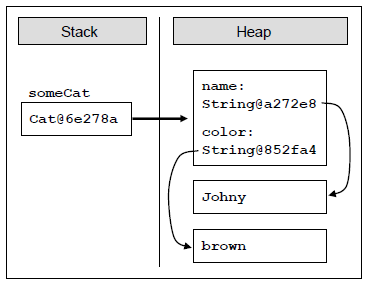 Stack
Heap
someCat
Cat@6e278a
name:
String@a272e8
color:
String@852fa4
Johny
brown